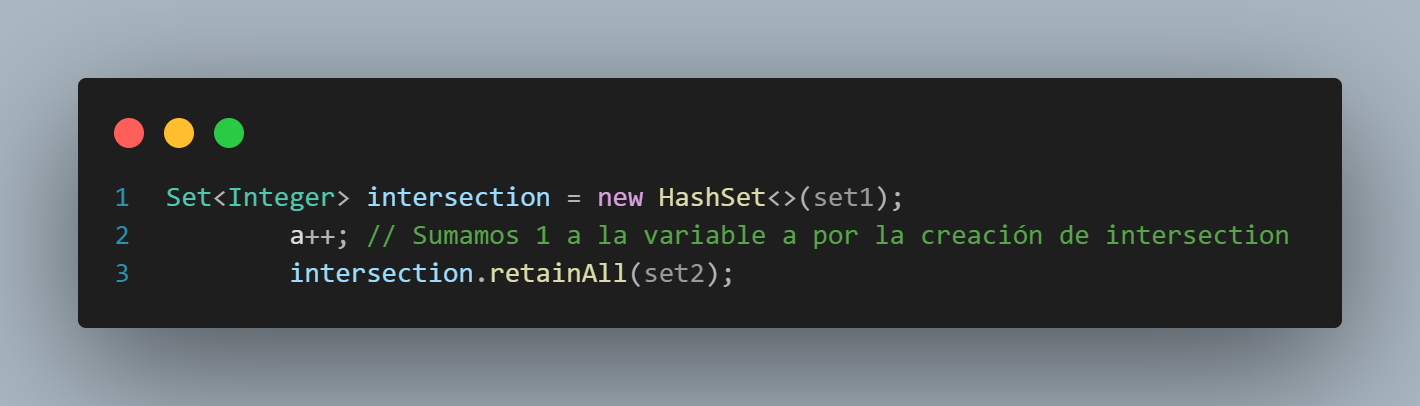 1 Set<Integer> intersection = new HashSet<>(set1);
2 a++; // Sumamos 1 a la variable a por la creación de intersection
3 intersection.retainAll(set2);